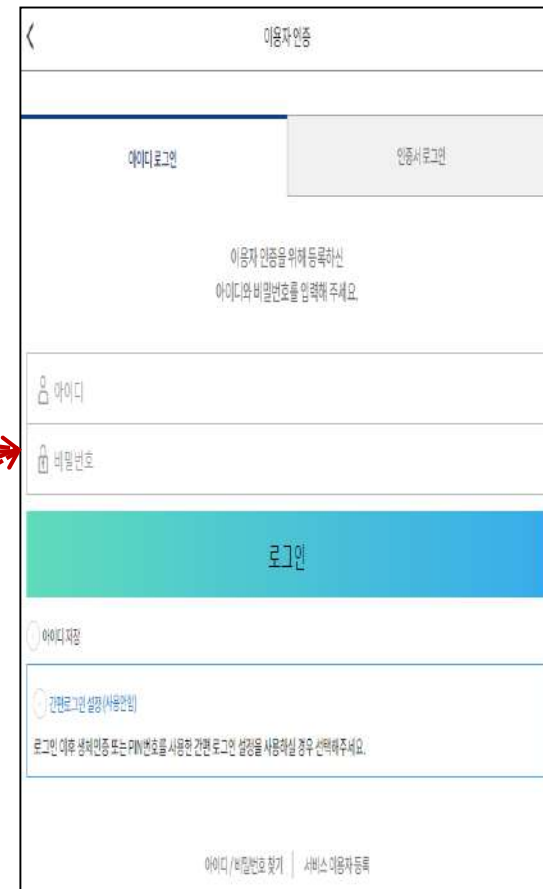 이용자 인증
아이디 로그인
인증서 로그인
이용자 인증을 위해 등록하신
아이디와 비밀번호를 입력해 주세요.
아이디
비밀번호
로그인
아이디 저장
간편로그인 설정 (사용안함)
로그인 이후 생체인증 또는 PIN번호를 사용한 간편 로그인 설정을 사용하실 경우 선택해주세요.
아이디 / 비밀번호 찾기 | 서비스 이용자 등록